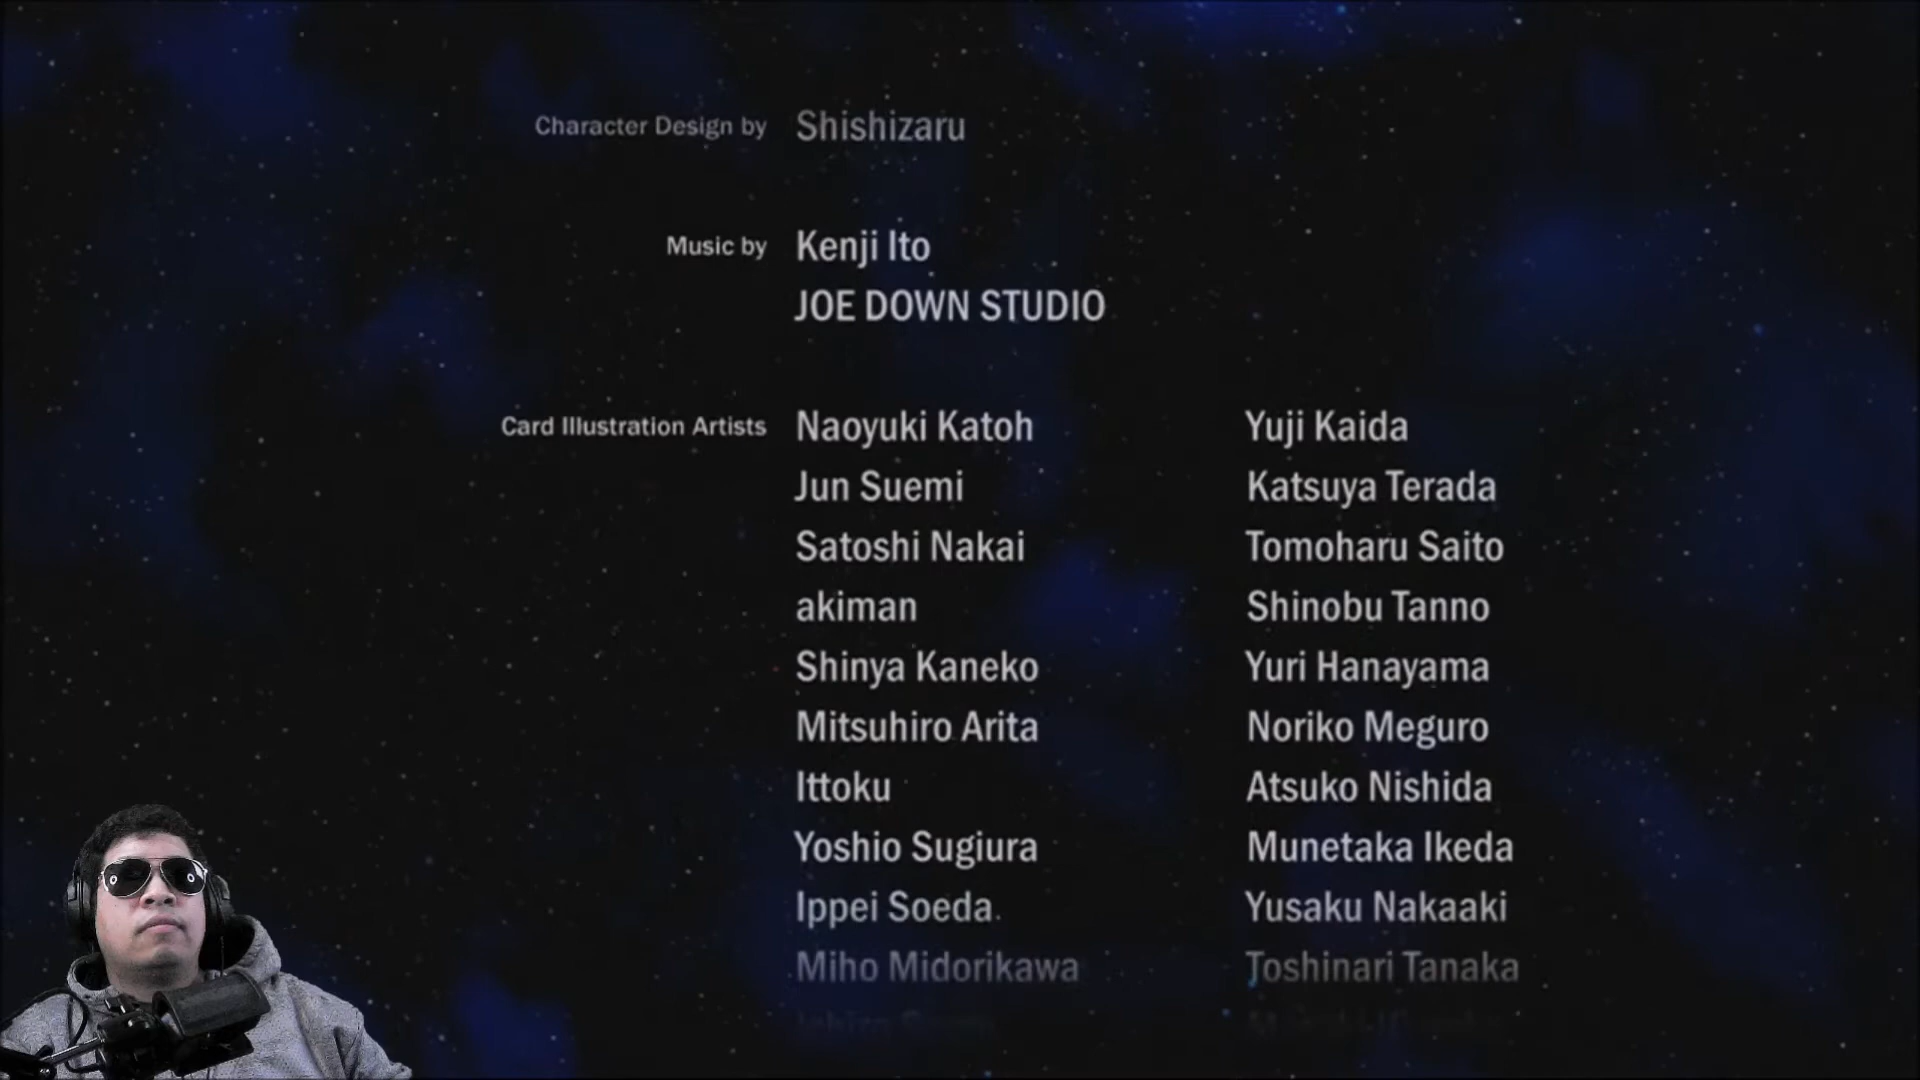 Character Design by Shishizaru
Music by Kenji Ito
JOE DOWN STUDIO
Card Illustration Artists Naoyuki Katoh Yuji Kaida
Jun Suemi Katsuya Terada
Satoshi Nakai Tomoharu Saito
akiman Shinobu Tanno
Shinya Kaneko Yuri Hanayama
Mitsuhiro Arita Noriko Meguro
Ittoku Atsuko Nishida
Yoshio Sugiura Munetaka Ikeda
Ippei Soeda Yusaku Nakaaki
Miho Midorikawa Toshinari Tanaka